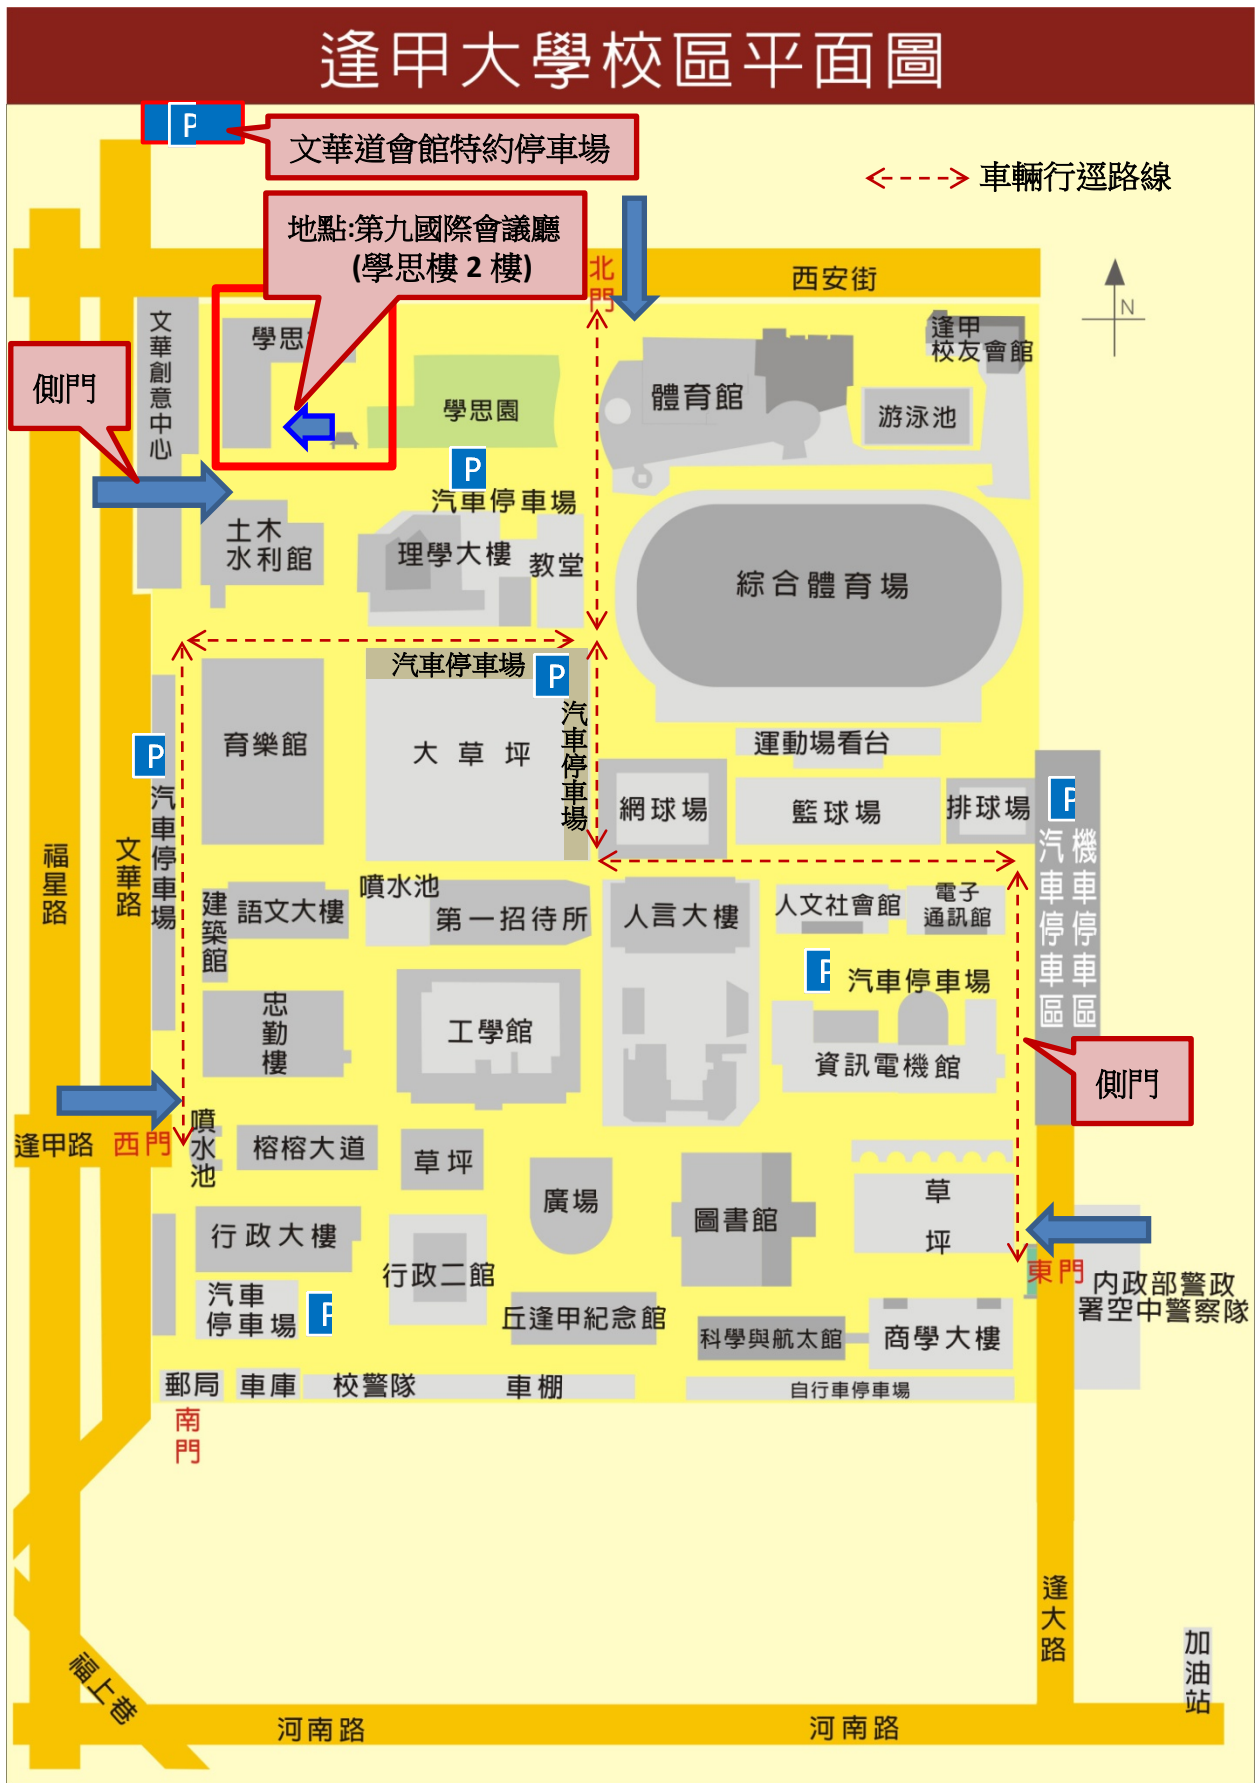 逢甲大學校區平面圖
P
文華道會館特約停車場
車輛行逕路線
地點:第九國際會議廳
(學思樓 2 樓)
北門
西安街
N
文華創意中心
學思
側門
學思園
體育館
逢甲
校友會館
游泳池
P
汽車停車場
土木
水利館
理學大樓
教堂
綜合體育場
汽車停車場
P
汽車停車場
育樂館
大草坪
P
汽車停車場
運動場看台
網球場
籃球場
排球場
P
汽車停車區
機車停車區
福星路
文華路
建築館
語文大樓
噴水池
第一招待所
人言大樓
人文社會館
電子
通訊館
P
汽車停車場
忠勤樓
工學館
資訊電機館
側門
逢甲路
西門
噴水池
榕榕大道
草坪
廣場
圖書館
草坪
行政大樓
行政二館
東門
內政部警政
署空中警察隊
汽車
停車場
P
丘逢甲紀念館
科學與航太館
商學大樓
郵局
車庫
校警隊
車棚
自行車停車場
南門
逢大路
加油站
福上巷
河南路
河南路